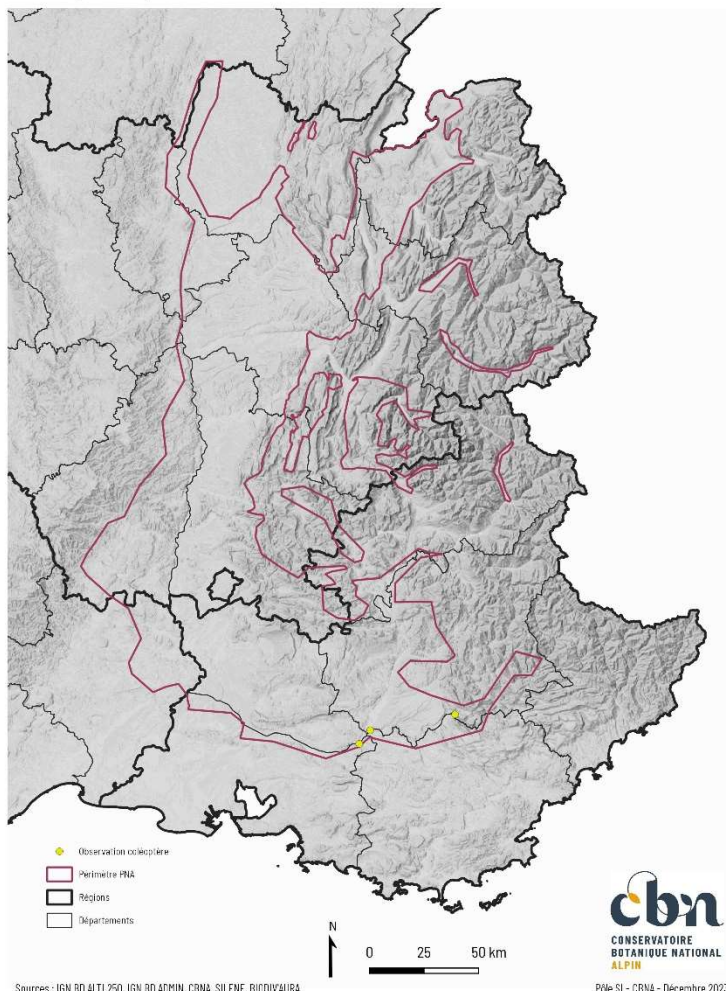 Observation coléoptère
Périmètre PNA
Régions
Départements
N
0 25 50 km
cbn
CONSERVATOIRE
BOTANIQUE NATIONAL
ALPIN
Sources : IGN BD ALTI 250, IGN BD ADMIN, CBNA, SILENE, BIODIV'AURA
Pôle SI - CBNA - Décembre